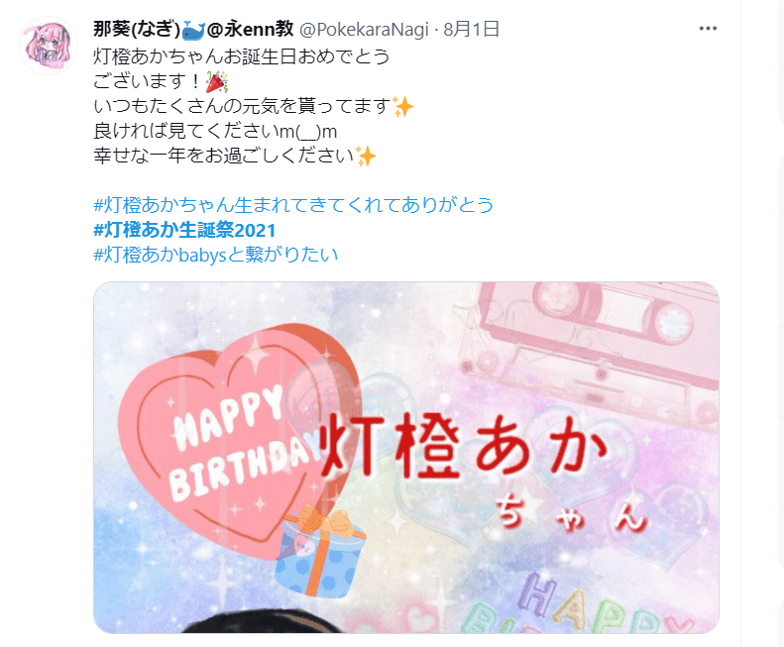 那葵(なぎ)🐳@永enn教 @PokekaraNagi · 8月1日
灯橙あかちゃんお誕生日おめでとう
ございます！🎉
いつもたくさんの元気を貰ってます✨
良ければ見てくださいm(__)m
幸せな一年をお過ごしください✨
#灯橙あかちゃん生まれてきてくれてありがとう
#灯橙あか生誕祭2021
#灯橙あかbabysと繋がりたい
HAPPY
BIRTHDAY
灯橙あか
ちゃん
HAPPY